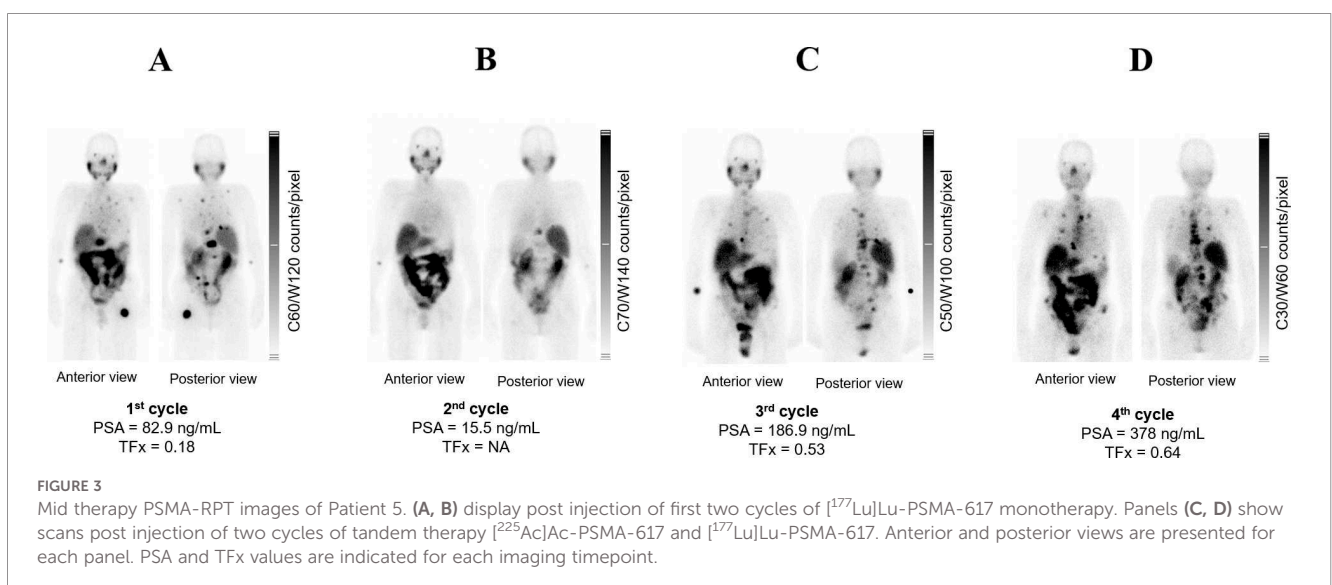 A
B
C
D
C60/W120 counts/pixel
C70/W140 counts/pixel
C50/W100 counts/pixel
C30/W60 counts/pixel
Anterior view Posterior view
Anterior view Posterior view
Anterior view Posterior view
Anterior view Posterior view
1st cycle
PSA = 82.9 ng/mL
TFx = 0.18
2nd cycle
PSA = 15.5 ng/mL
TFx = NA
3rd cycle
PSA = 186.9 ng/mL
TFx = 0.53
4th cycle
PSA = 378 ng/mL
TFx = 0.64
FIGURE 3
Mid therapy PSMA-RPT images of Patient 5. (A, B) display post injection of first two cycles of [177Lu]Lu-PSMA-617 monotherapy. Panels (C, D) show
scans post injection of two cycles of tandem therapy [225Ac]Ac-PSMA-617 and [177Lu]Lu-PSMA-617. Anterior and posterior views are presented for
each panel. PSA and TFx values are indicated for each imaging timepoint.